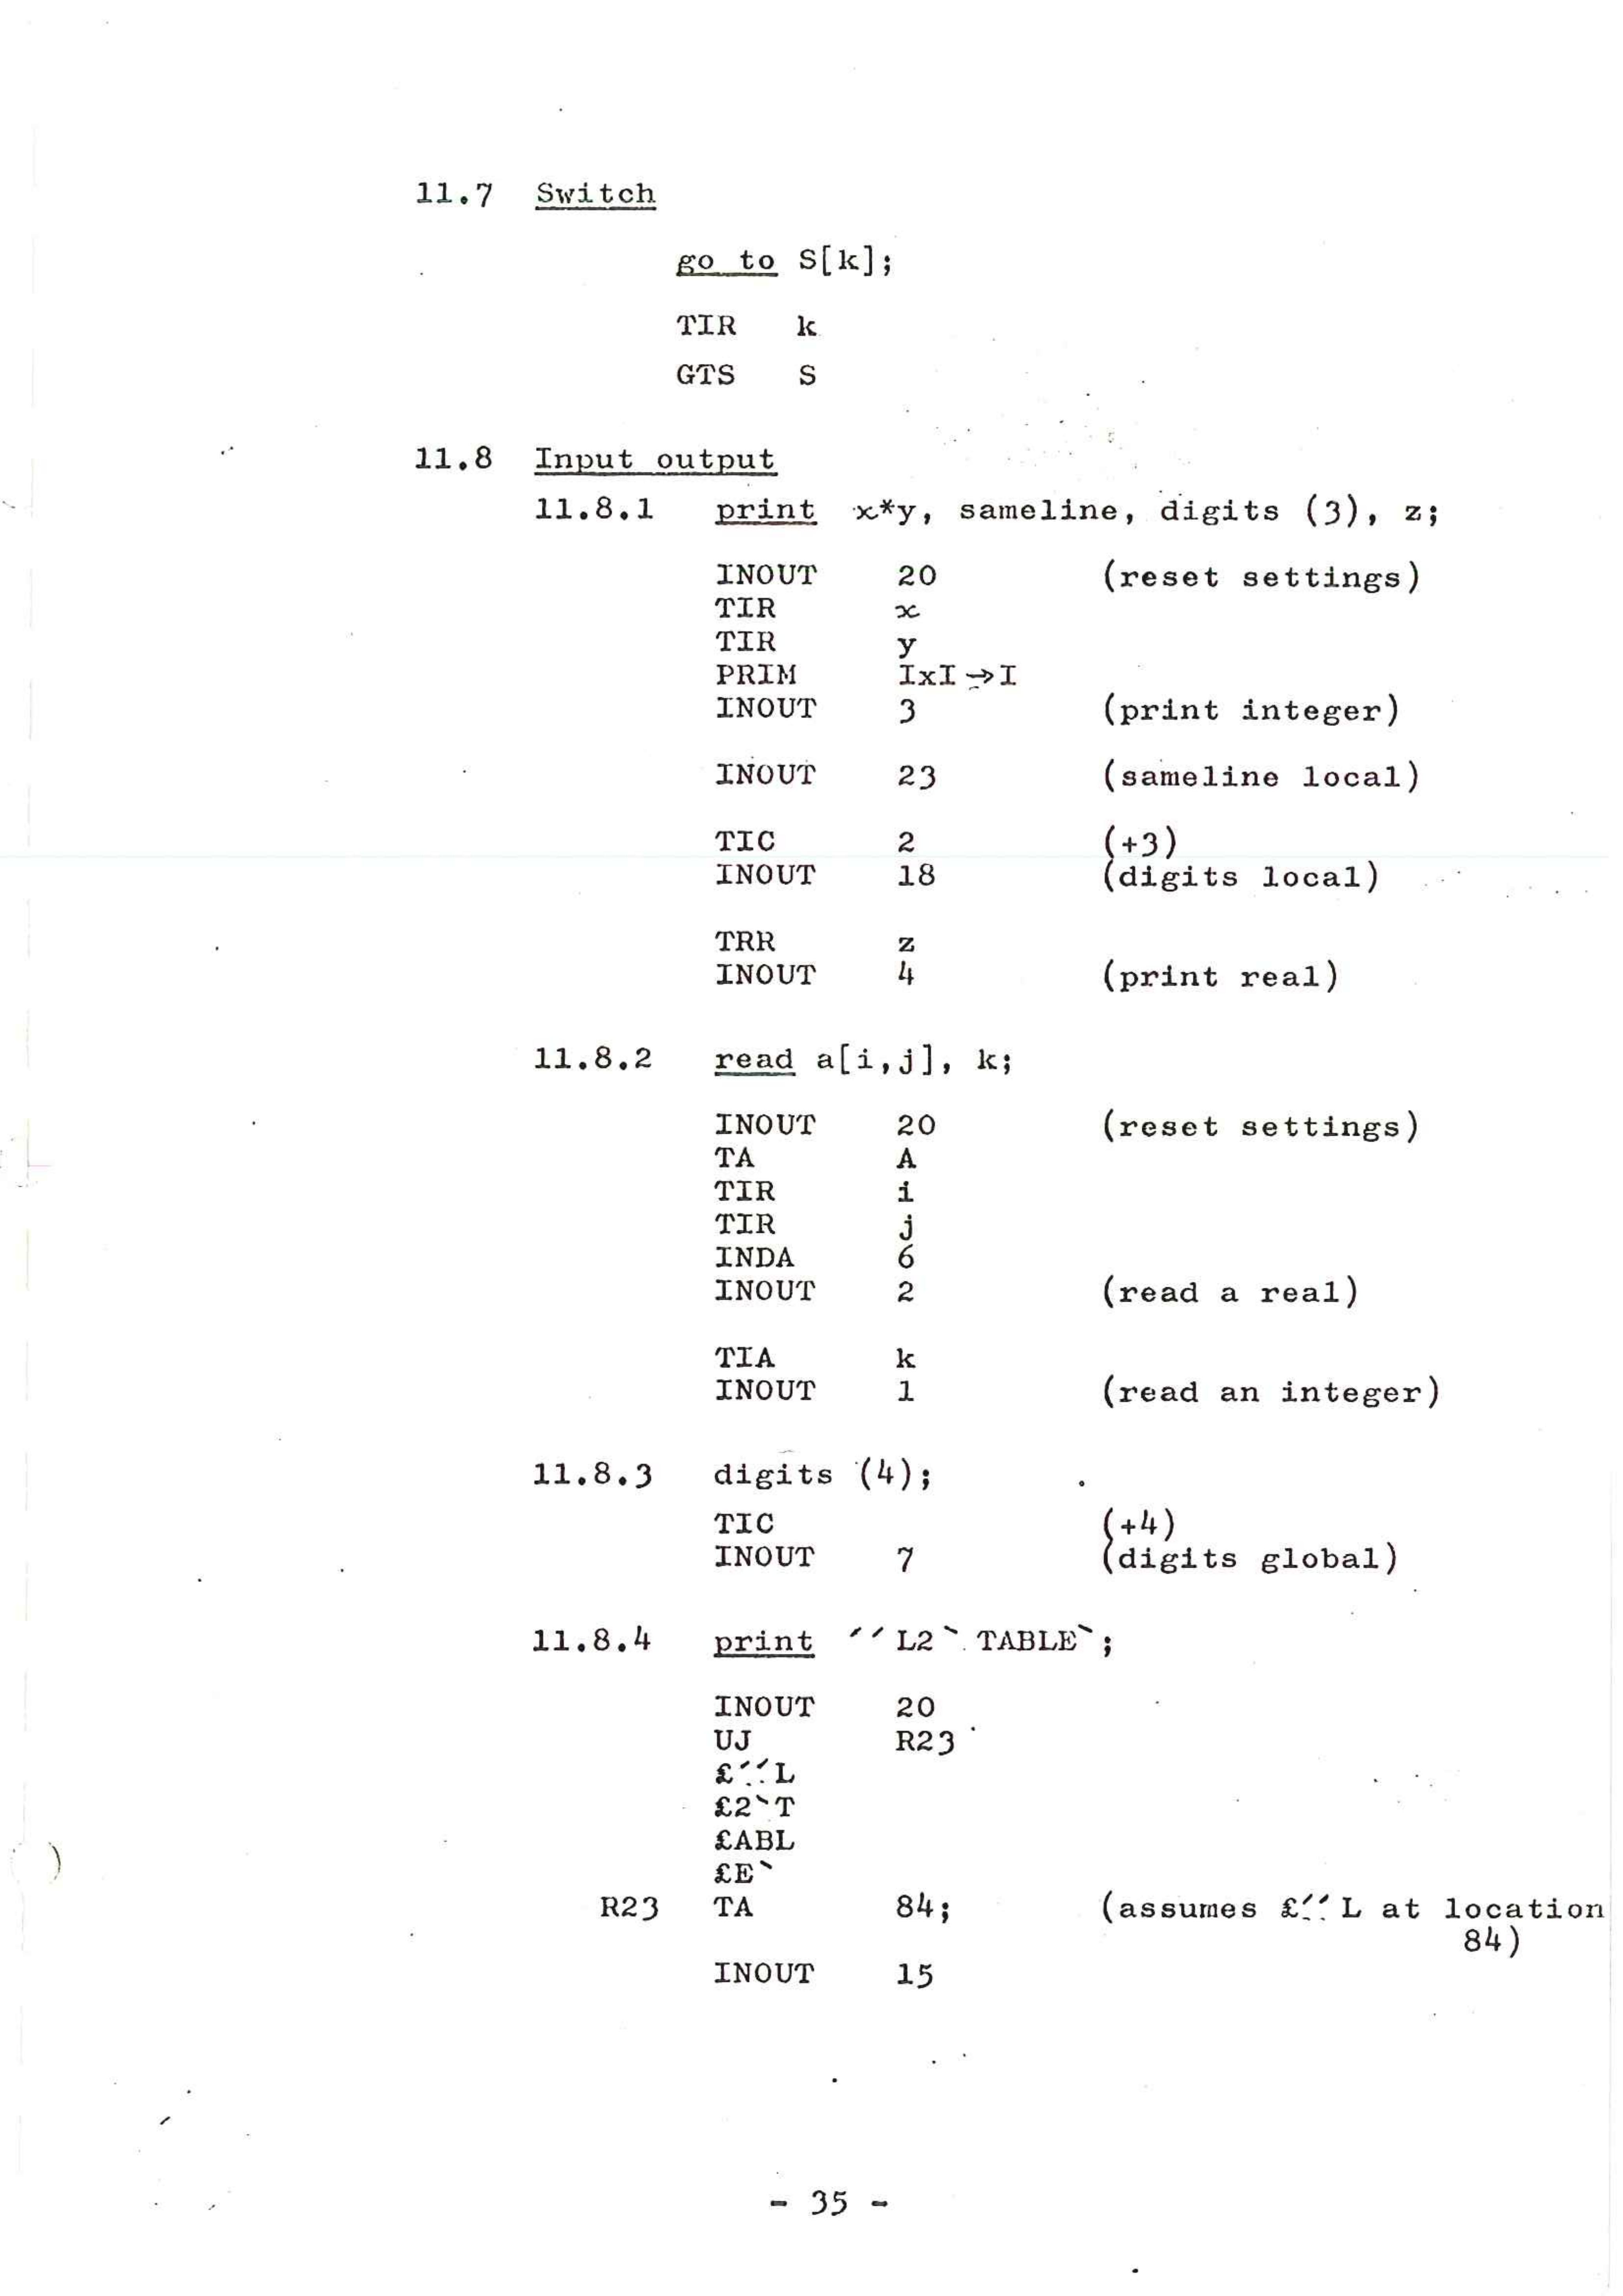 11.7 Switch
go to S[k];
TIR k
GTS S
11.8 Input output
11.8.1 print x*y, sameline, digits (3), z;
INOUT 20 (reset settings)
TIR x
TIR y
PRIM IxI→I
INOUT 3 (print integer)
INOUT 23 (sameline local)
TIC 2 (+3)
INOUT 18 (digits local)
TRR z
INOUT 4 (print real)
11.8.2 read a[i,j], k;
INOUT 20 (reset settings)
TA A
TIR i
TIR j
INDA 6
INOUT 2 (read a real)
TIA k
INOUT 1 (read an integer)
11.8.3 digits (4);
TIC (+4)
INOUT 7 (digits global)
11.8.4 print ´´L2` TABLE`;
INOUT 20
UJ R23
£´´L
£2`T
£ABL
£E`
R23 TA 84; (assumes £´´L at location
84)
INOUT 15
- 35 -